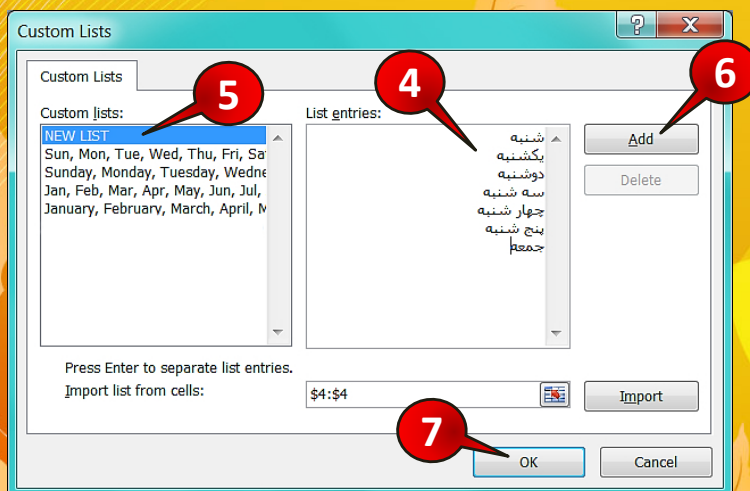 Custom Lists
Custom Lists
5
4
6
Custom lists:
List entries:
NEW LIST
Sun, Mon, Tue, Wed, Thu, Fri, Sat
Sunday, Monday, Tuesday, Wedne
Jan, Feb, Mar, Apr, May, Jun, Jul,
January, February, March, April, M
شنبه
یکشنبه
دوشنبه
سه شنبه
چهار شنبه
پنج شنبه
جمعه
Add
Delete
Press Enter to separate list entries.
Import list from cells:
$4:$4
Import
7
OK
Cancel